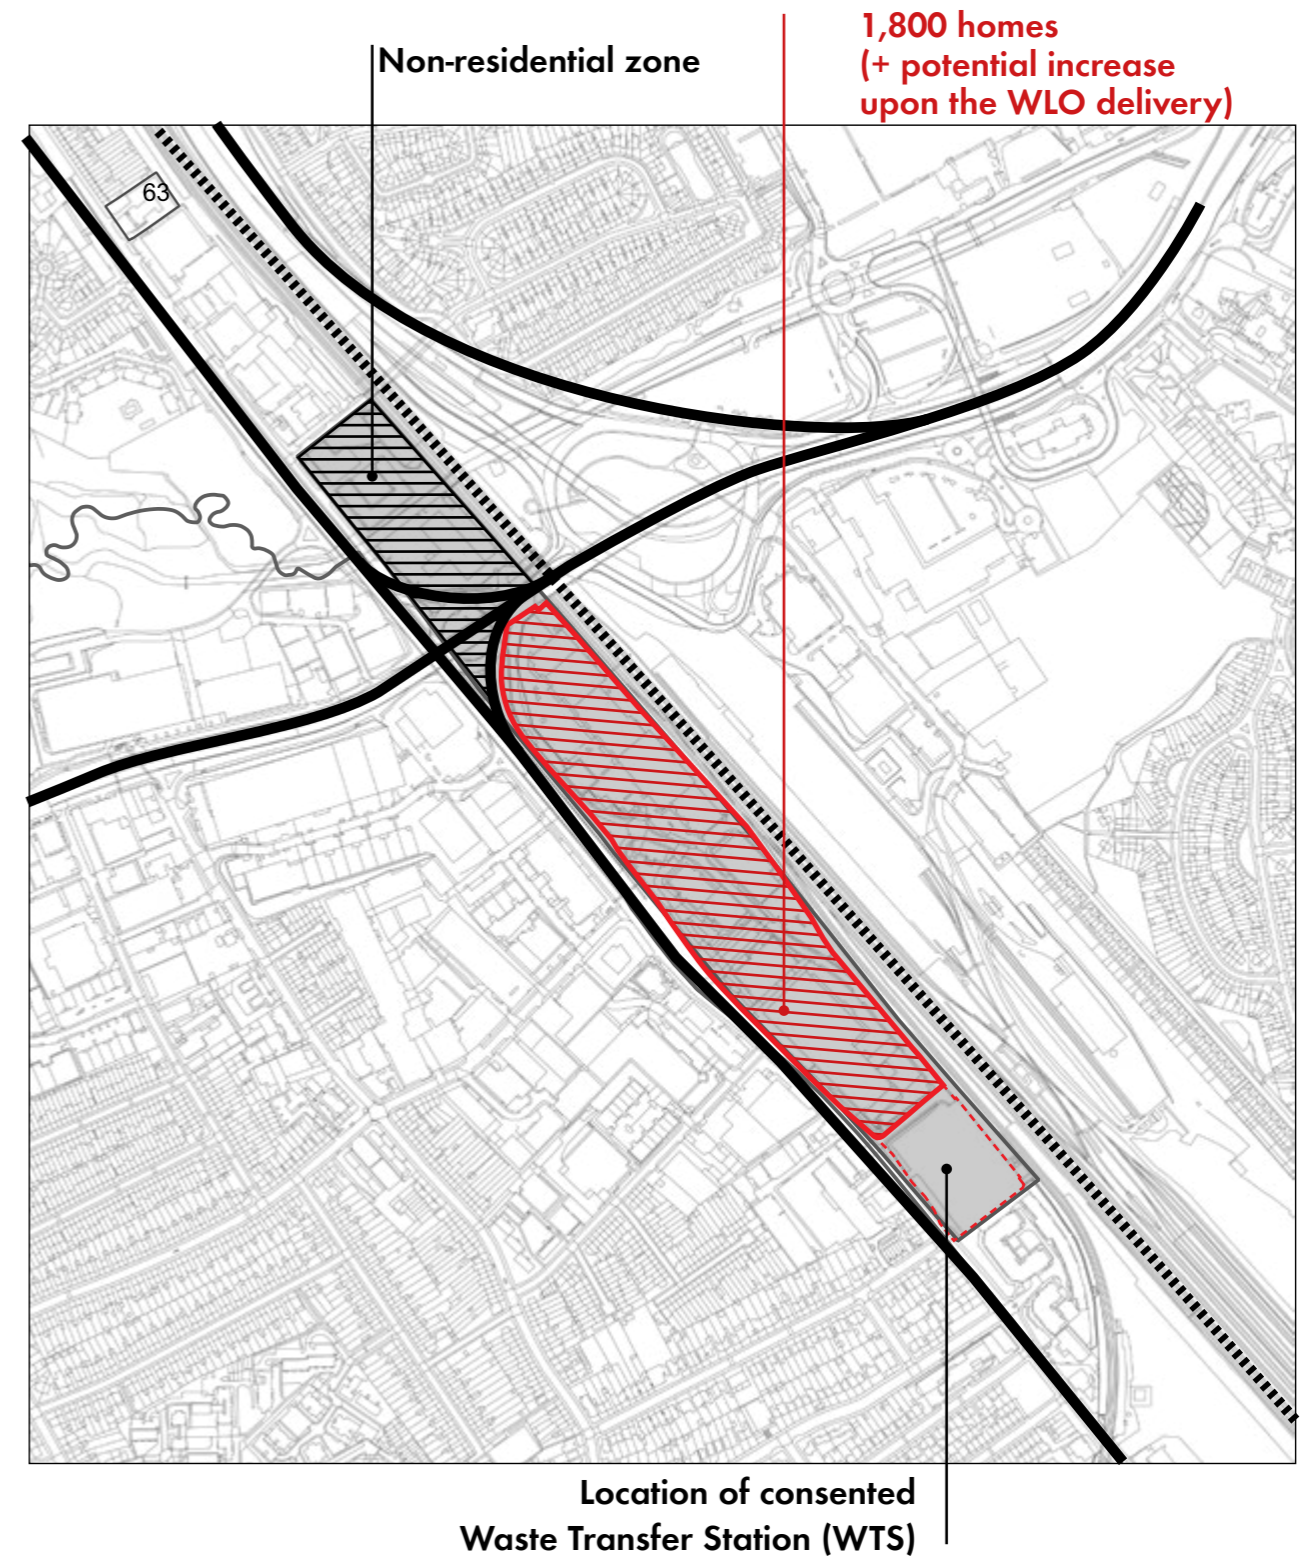 1,800 homes
(+ potential increase
upon the WLO delivery)
Non-residential zone
63
Location of consented
Waste Transfer Station (WTS)